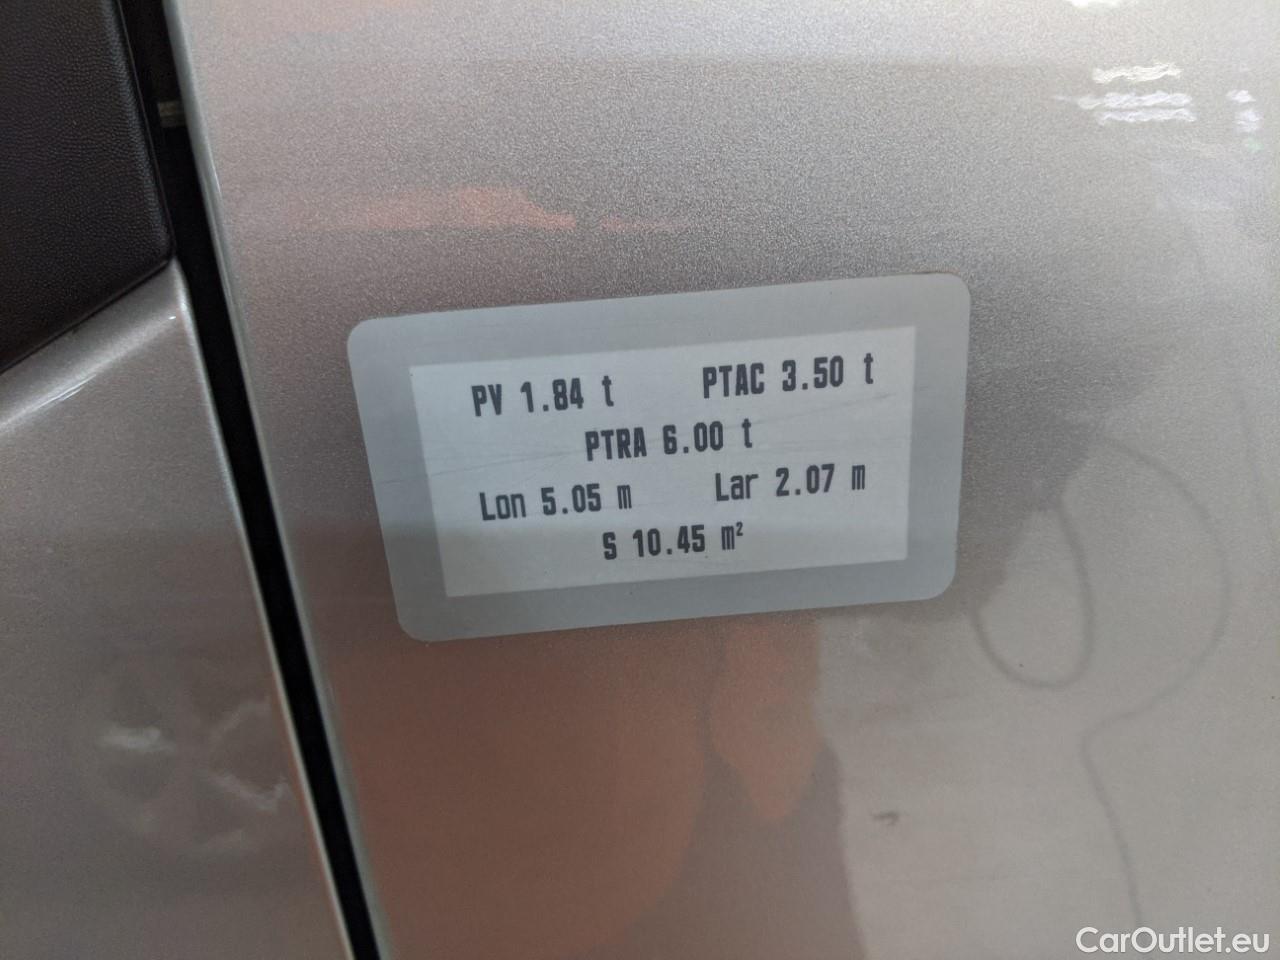 PV 1.84 t PTAC 3.50 t
PTRA 6.00 t
Lon 5.05 m Lar 2.07 m
S 10.45 m²
CarOutlet.eu